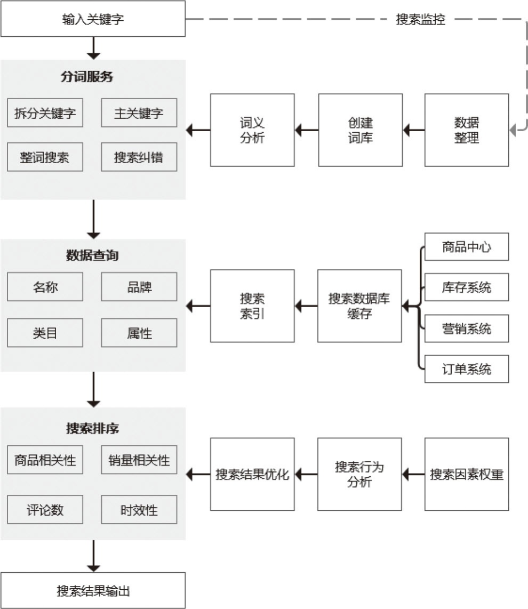 输入关键字
搜索监控
分词服务
拆分关键字
主关键字
整词搜索
搜索纠错
词义
分析
创建
词库
数据
整理
数据查询
名称
品牌
类目
属性
搜索
索引
搜索数据库
缓存
商品中心
库存系统
营销系统
订单系统
搜索排序
商品相关性
销量相关性
评论数
时效性
搜索结果优化
搜索行为
分析
搜索因素权重
搜索结果输出